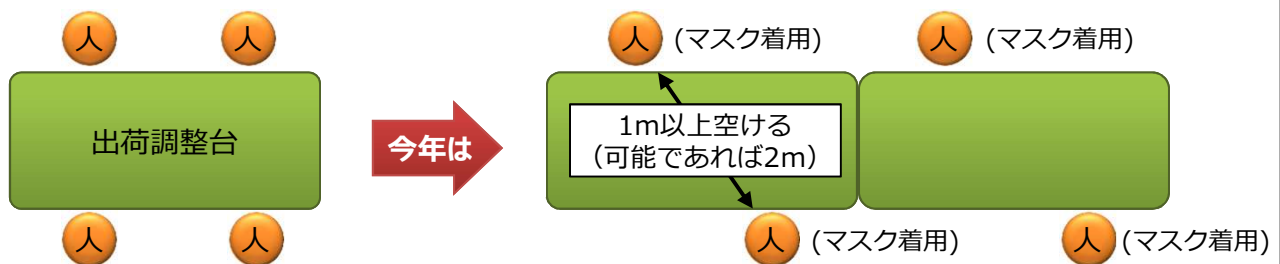 人 人 人 (マスク着用) 人 (マスク着用)
出荷調整台
今年は
1m以上空ける
(可能であれば2m)
人 人 人 (マスク着用) 人 (マスク着用)